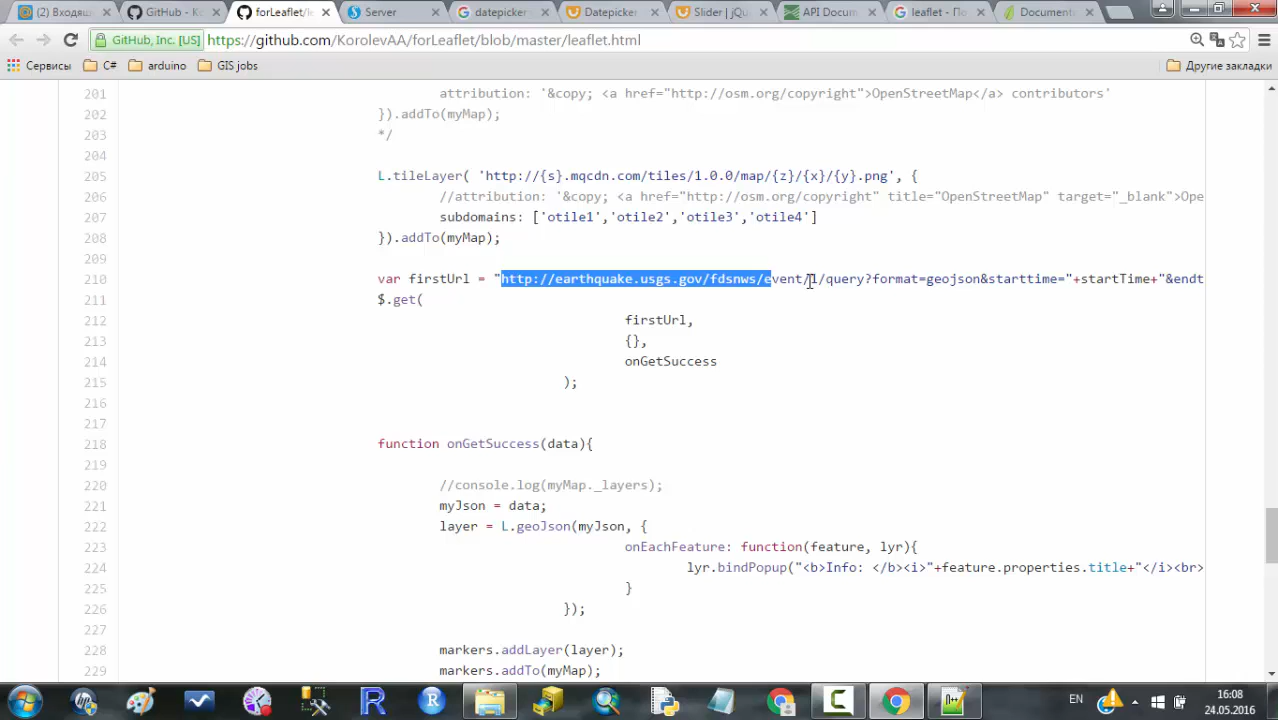 (2) Входящ
GitHub - Ko
forLeaflet/le
Server
datepickers
Datepicker
Slider | jQu
API Docum
leaflet - По
Documenta
GitHub, Inc. [US]
https://github.com/KorolevAA/forLeaflet/blob/master/leaflet.html
Сервисы
C#
arduino
GIS jobs
Другие закладки
201 attribution: '&copy; <a href="http://osm.org/copyright">OpenStreetMap</a> contributors'
202 }).addTo(myMap);
203 */
204
205 L.tileLayer( 'http://{s}.mqcdn.com/tiles/1.0.0/map/{z}/{x}/{y}.png', {
206 //attribution: '&copy; <a href="http://osm.org/copyright" title="OpenStreetMap" target="_blank">Ope
207 subdomains: ['otile1','otile2','otile3','otile4']
208 }).addTo(myMap);
209
210 var firstUrl = "http://earthquake.usgs.gov/fdsnws/event/1/query?format=geojson&starttime="+startTime+"&endt
211 $.get(
212 firstUrl,
213 {},
214 onGetSuccess
215 );
216
217
218 function onGetSuccess(data){
219
220 //console.log(myMap._layers);
221 myJson = data;
222 layer = L.geoJson(myJson, {
223 onEachFeature: function(feature, lyr){
224 lyr.bindPopup("<b>Info: </b><i>"+feature.properties.title+"</i><br>
225 }
226 });
227
228 markers.addLayer(layer);
229 markers.addTo(myMap);
EN
16:08
24.05.2016